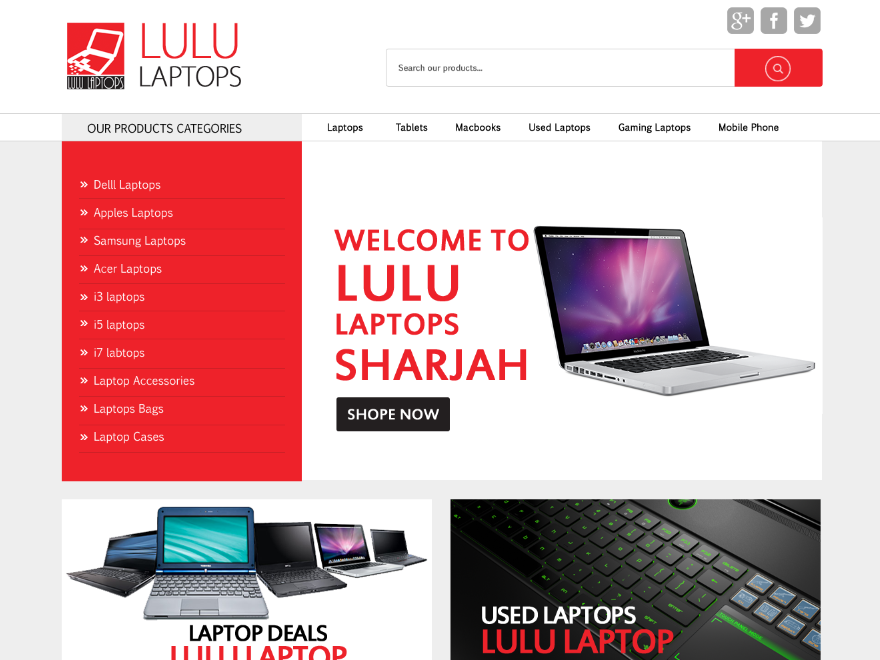 LULU
LAPTOPS
LULU LAPTOPS
g+ f
Search our products...
OUR PRODUCTS CATEGORIES
Laptops Tablets Macbooks Used Laptops Gaming Laptops Mobile Phone
» Delll Laptops
» Apples Laptops
» Samsung Laptops
» Acer Laptops
» i3 laptops
» i5 laptops
» i7 labtops
» Laptop Accessories
» Laptops Bags
» Laptop Cases
WELCOME TO
LULU
LAPTOPS
SHARJAH
SHOPE NOW
LAPTOP DEALS
LULU LAPTOP
USED LAPTOPS
LULU LAPTOP